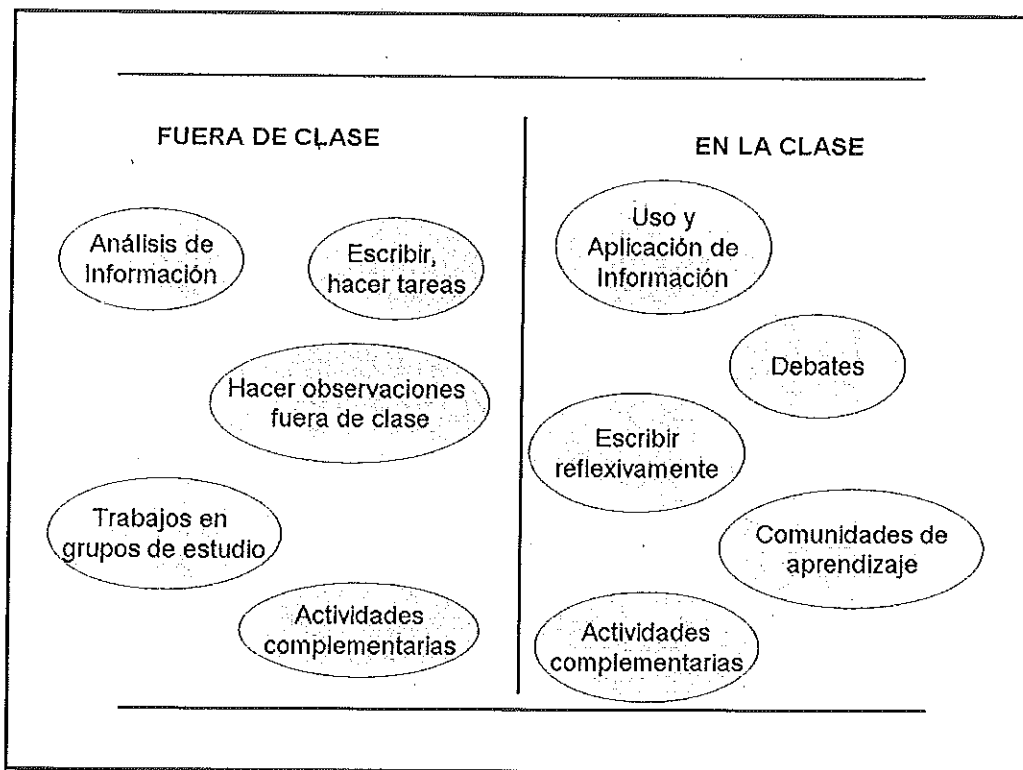 FUERA DE CLASE
Análisis de
Información
Escribir,
hacer tareas
Hacer observaciones
fuera de clase
Trabajos en
grupos de estudio
Actividades
complementarias
EN LA CLASE
Uso y
Aplicación de
Información
Debates
Escribir
reflexivamente
Comunidades de
aprendizaje
Actividades
complementarias